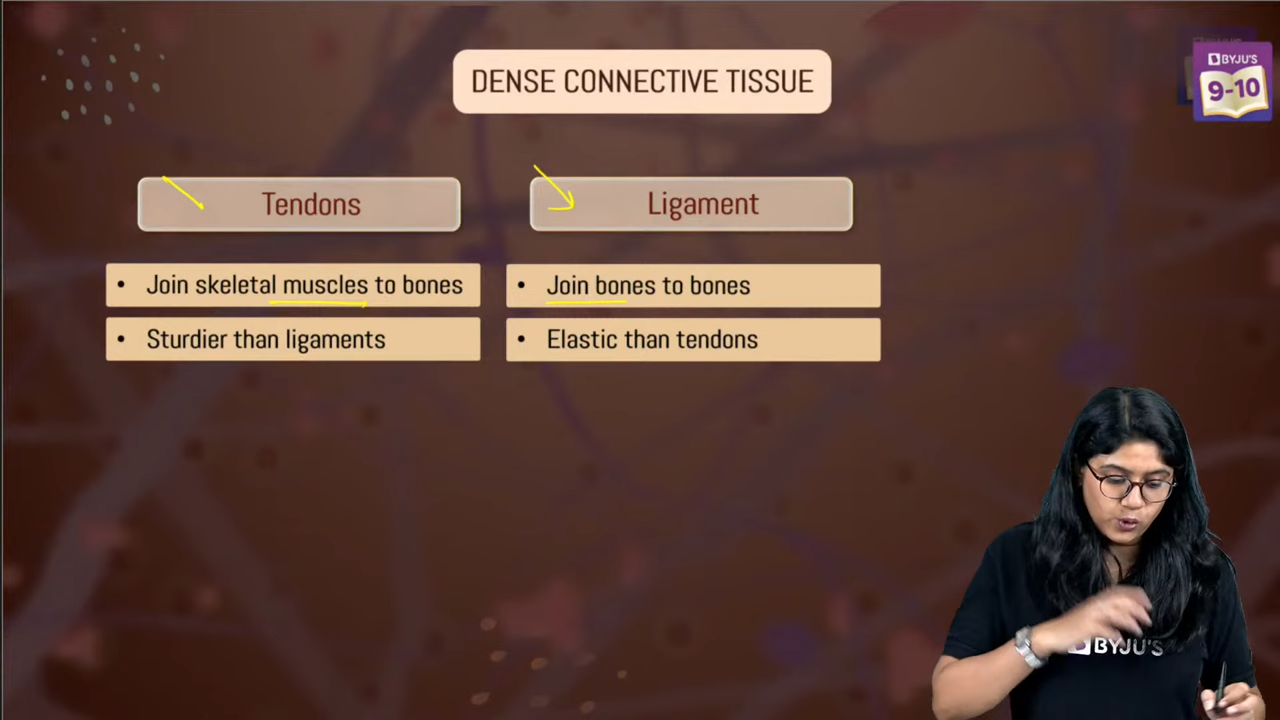 DENSE CONNECTIVE TISSUE
BYJU'S
9-10
Tendons
Ligament
• Join skeletal muscles to bones
• Join bones to bones
• Sturdier than ligaments
• Elastic than tendons
BYJU'S